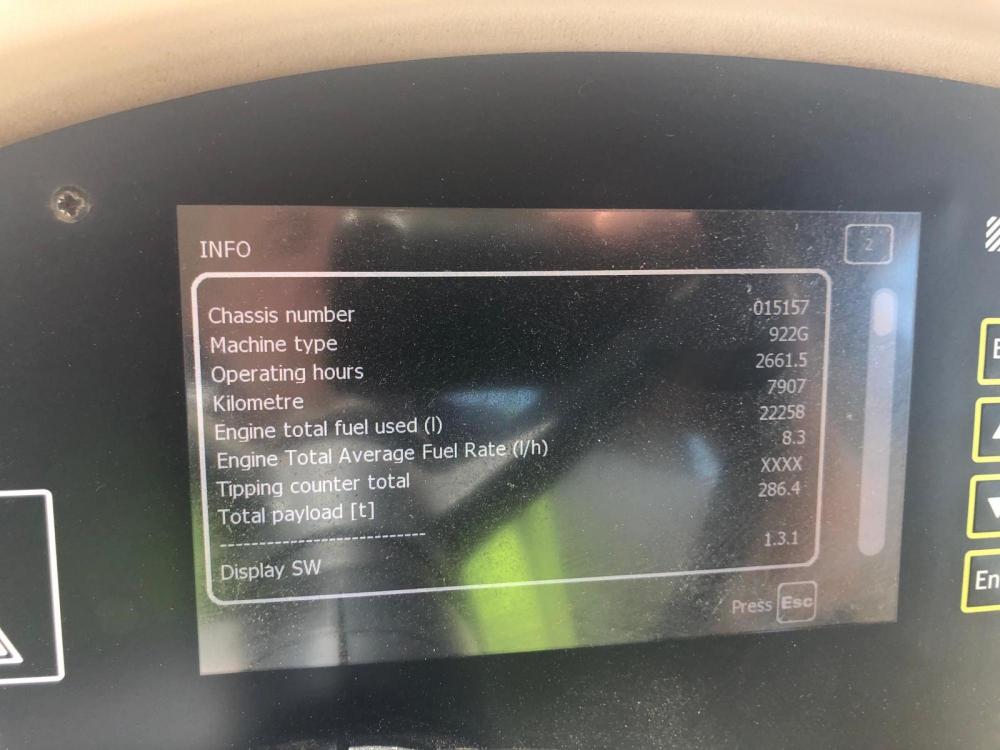 INFO 2
Chassis number 015157
Machine type 922G
Operating hours 2661.5
Kilometre 7907
Engine total fuel used (l) 22258
Engine Total Average Fuel Rate (l/h) 8.3
Tipping counter total XXXX
Total payload [t] 286.4
----------------------------
Display SW 1.3.1
Press Esc